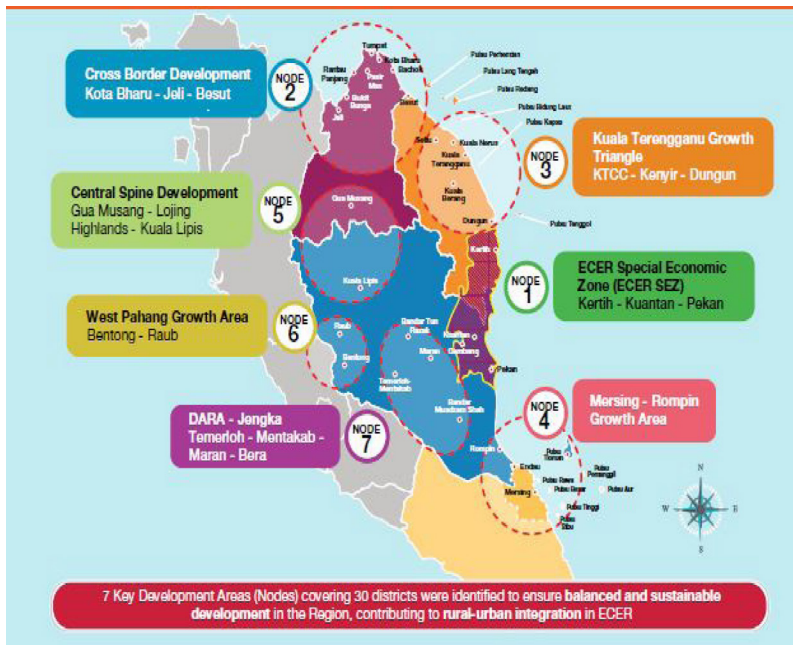 Cross Border Development
Kota Bharu - Jeli - Besut
NODE
2
Tumpat
Kota Bharu
Bachok
Rantau
Panjang
Pasir
Mas
Bukit
Bunga
Jeli
Besut
Pulau Perhentian
Pulau Lang Tengah
Pulau Redang
Pulau Bidung Laut
Pulau Kapas
Setiu
Kuala Nerus
Kuala
Terengganu
Kuala
Berang
Dungun
Pulau Tenggol
NODE
3
Kuala Terengganu Growth
Triangle
KTCC - Kenyir - Dungun
Central Spine Development
Gua Musang - Lojing
Highlands - Kuala Lipis
NODE
5
Gua Musang
Kuala Lipis
Kertih
NODE
1
ECER Special Economic
Zone (ECER SEZ)
Kertih - Kuantan - Pekan
West Pahang Growth Area
Bentong - Raub
NODE
6
Raub
Bentong
Bandar Tun
Razak
Maran
Temerloh-
Mentakab
Bandar
Muadzam Shah
Kuantan
Gambang
Pekan
DARA - Jengka
Temerloh - Mentakab -
Maran - Bera
NODE
7
NODE
4
Mersing - Rompin
Growth Area
Rompin
Endau
Mersing
Pulau
Tioman
Pulau
Pemanggil
Pulau Rawa
Pulau Besar
Pulau Aur
Pulau Tinggi
Pulau
Sibu
N
W
E
S
7 Key Development Areas (Nodes) covering 30 districts were identified to ensure balanced and sustainable
development in the Region, contributing to rural-urban integration in ECER